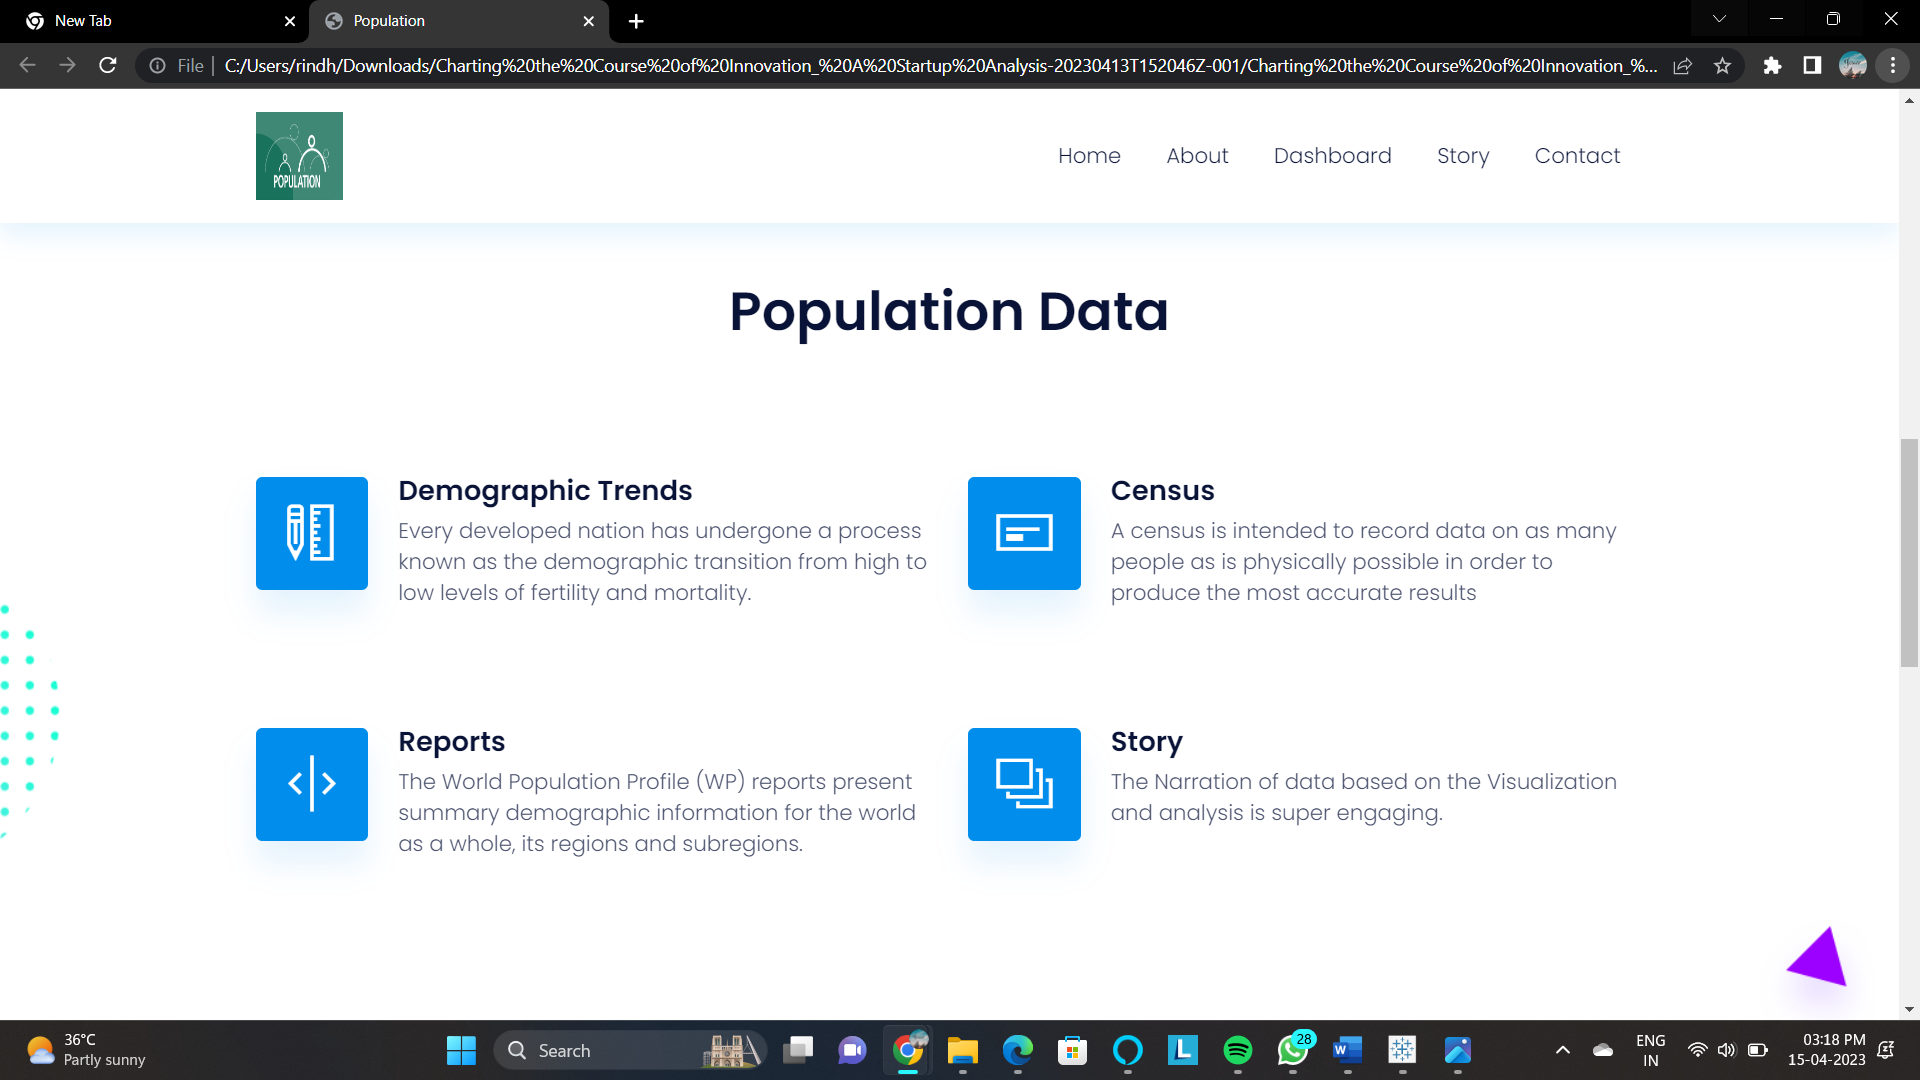 New Tab
Population
File
C:/Users/rindh/Downloads/Charting%20the%20Course%20of%20Innovation_%20A%20Startup%20Analysis-20230413T152046Z-001/Charting%20the%20Course%20of%20Innovation_%...
POPULATION
Home
About
Dashboard
Story
Contact
Population Data
Demographic Trends
Every developed nation has undergone a process
known as the demographic transition from high to
low levels of fertility and mortality.
Census
A census is intended to record data on as many
people as is physically possible in order to
produce the most accurate results
Reports
The World Population Profile (WP) reports present
summary demographic information for the world
as a whole, its regions and subregions.
Story
The Narration of data based on the Visualization
and analysis is super engaging.
36°C
Partly sunny
Search
L
28
W
ENG
IN
03:18 PM
15-04-2023